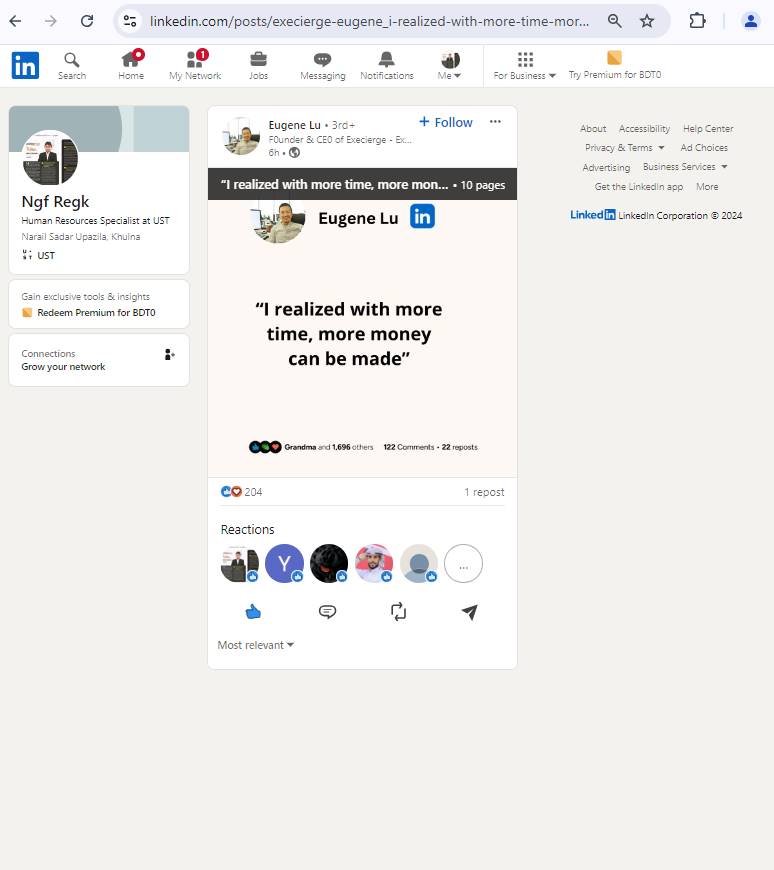 linkedin.com/posts/execierge-eugene_i-realized-with-more-time-mor...
in
Search
Home
1
My Network
Jobs
Messaging
Notifications
Me
For Business
Try Premium for BDT0
Ngf Regk
Human Resources Specialist at UST
Narail Sadar Upazila, Khulna
UST
Gain exclusive tools & insights
Redeem Premium for BDT0
Connections
Grow your network
Eugene Lu • 3rd+
F0under & CE0 of Execierge - Ex...
6h •
+ Follow
“I realized with more time, more mon... • 10 pages
Eugene Lu in
“I realized with more
time, more money
can be made”
Grandma and 1,696 others 122 Comments • 22 reposts
204
1 repost
Reactions
Y
...
Most relevant
About Accessibility Help Center
Privacy & Terms Ad Choices
Advertising Business Services
Get the LinkedIn app More
Linkedin LinkedIn Corporation © 2024